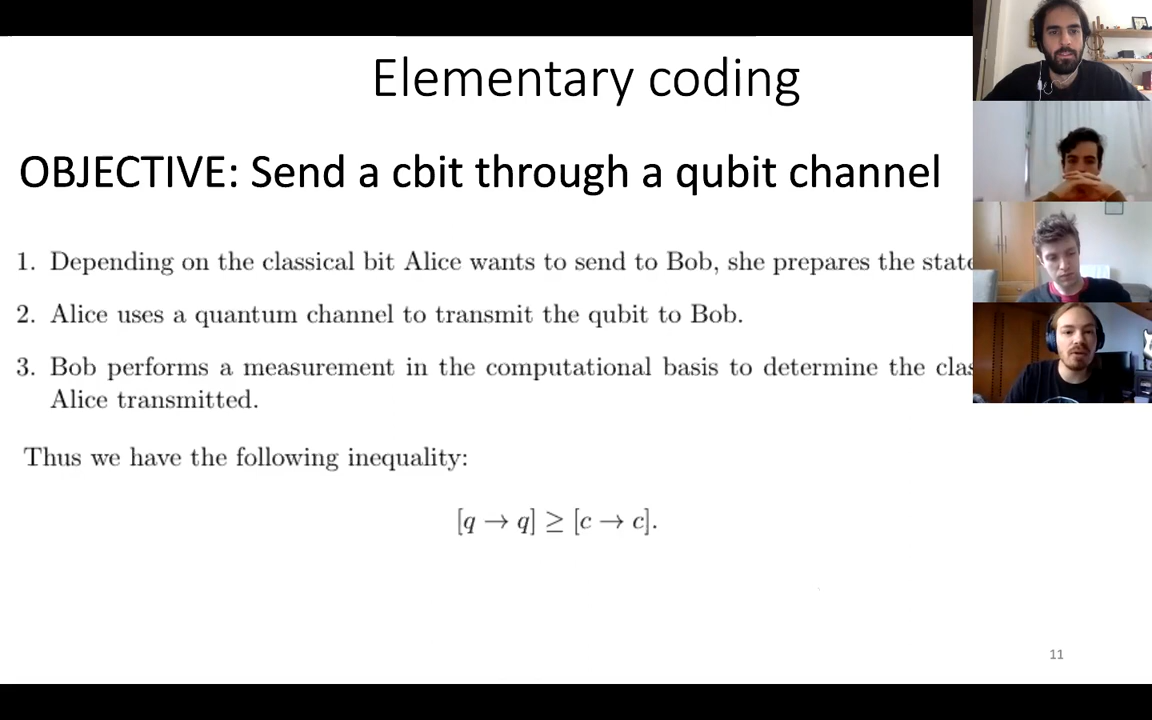 Elementary coding
OBJECTIVE: Send a cbit through a qubit channel
1. Depending on the classical bit Alice wants to send to Bob, she prepares the state
2. Alice uses a quantum channel to transmit the qubit to Bob.
3. Bob performs a measurement in the computational basis to determine the
Alice transmitted.
Thus we have the following inequality:
[q → q] ≥ [c → c].
11